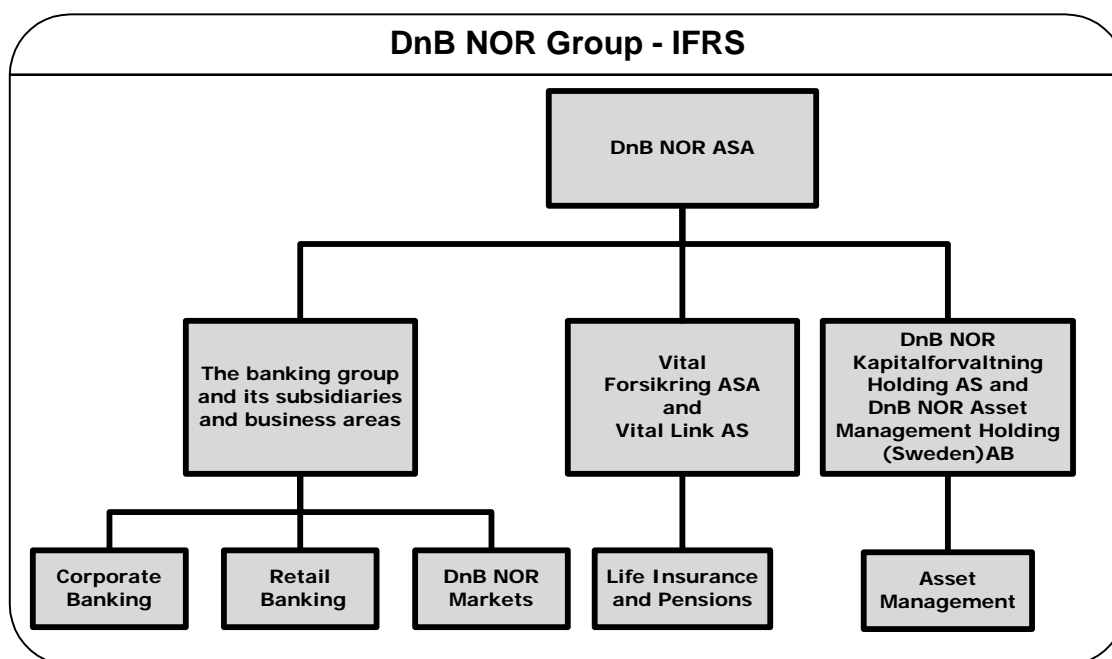 DnB NOR Group - IFRS
DnB NOR ASA
The banking group
and its subsidiaries
and business areas
Vital
Forsikring ASA
and
Vital Link AS
DnB NOR
Kapitalforvaltning
Holding AS and
DnB NOR Asset
Management Holding
(Sweden)AB
Corporate
Banking
Retail
Banking
DnB NOR
Markets
Life Insurance
and Pensions
Asset
Management